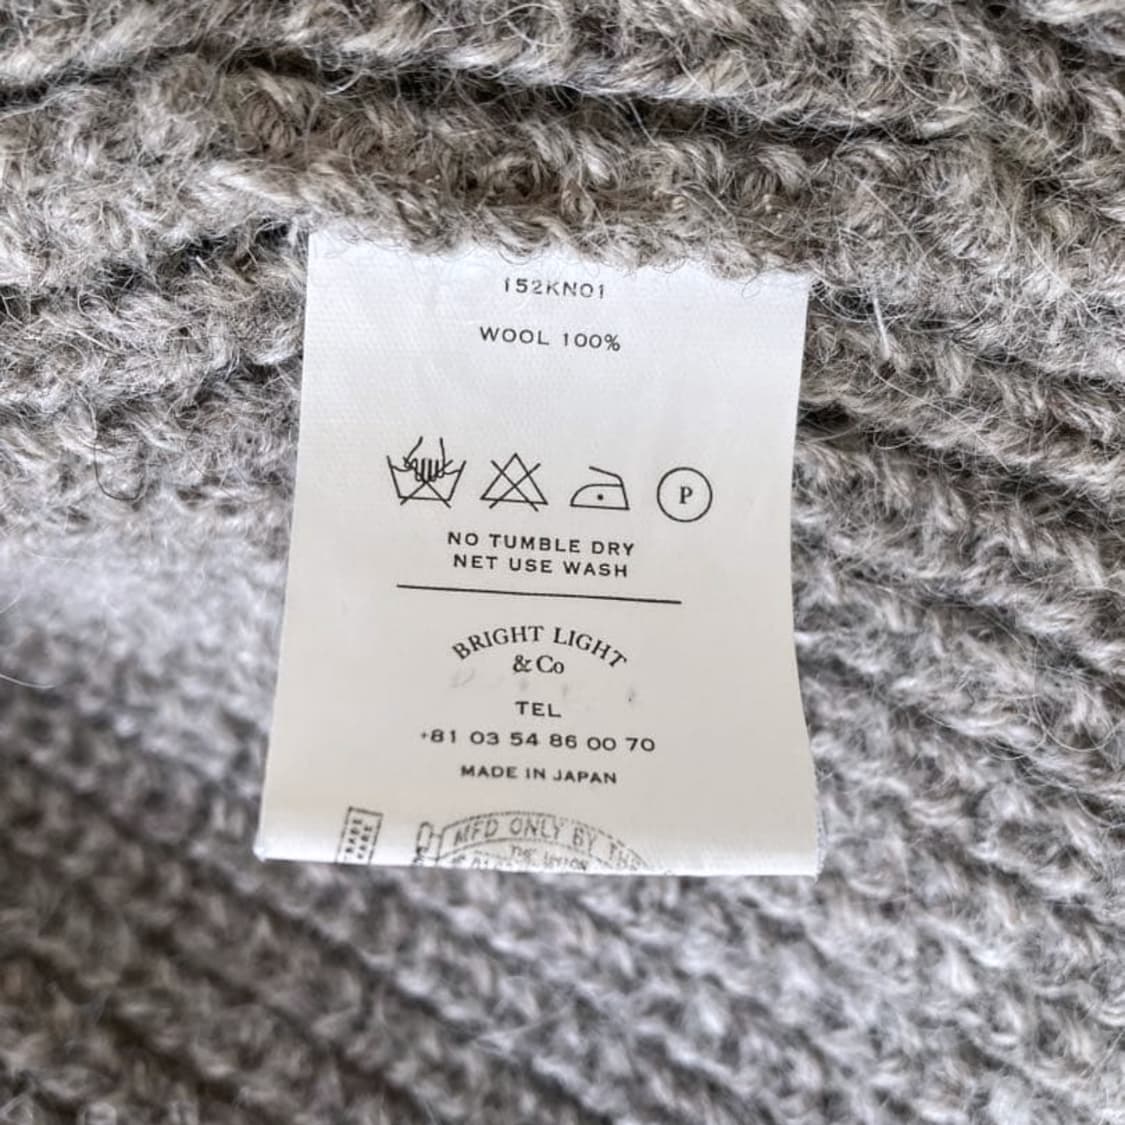 152KN01
WOOL 100%
P
NO TUMBLE DRY
NET USE WASH
BRIGHT LIGHT
&Co
TEL
+81 03 54 86 00 70
MADE IN JAPAN
MFD ONLY BY THE